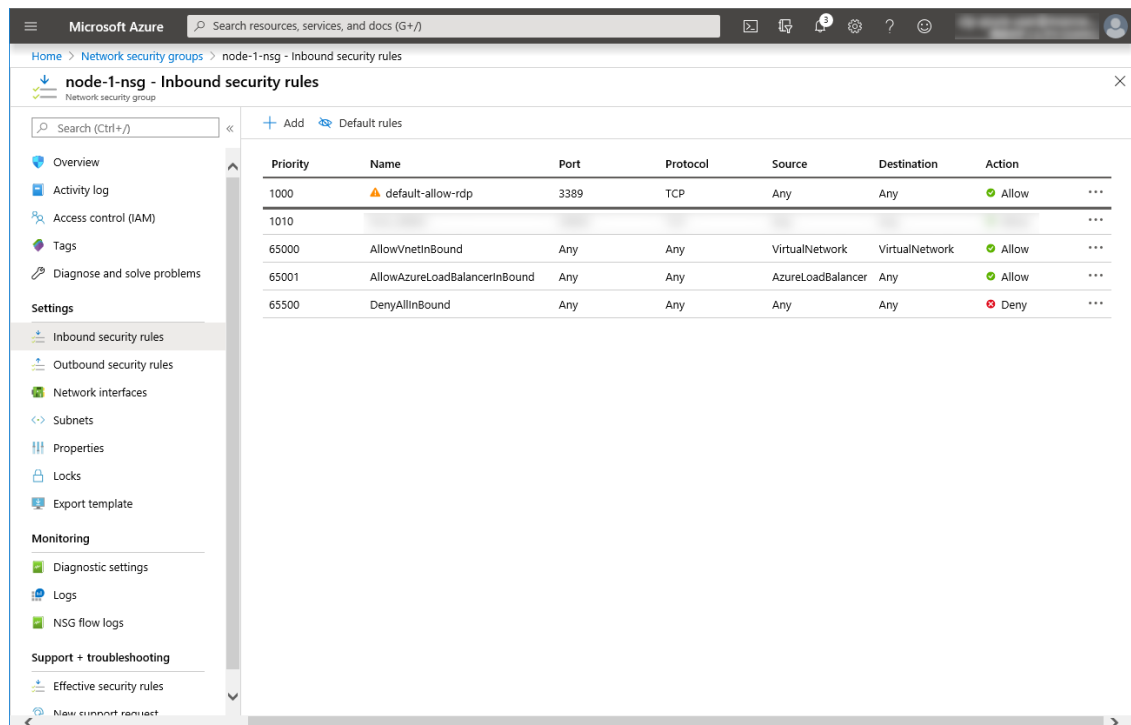 Microsoft Azure
Search resources, services, and docs (G+/)
3
Home > Network security groups > node-1-nsg - Inbound security rules
node-1-nsg - Inbound security rules
Network security group
Search (Ctrl+/)
Overview
Activity log
Access control (IAM)
Tags
Diagnose and solve problems
Settings
Inbound security rules
Outbound security rules
Network interfaces
Subnets
Properties
Locks
Export template
Monitoring
Diagnostic settings
Logs
NSG flow logs
Support + troubleshooting
Effective security rules
New support request
Add Default rules
Priority Name Port Protocol Source Destination Action
1000 default-allow-rdp 3389 TCP Any Any Allow
1010
65000 AllowVnetInBound Any Any VirtualNetwork VirtualNetwork Allow
65001 AllowAzureLoadBalancerInBound Any Any AzureLoadBalancer Any Allow
65500 DenyAllInBound Any Any Any Any Deny